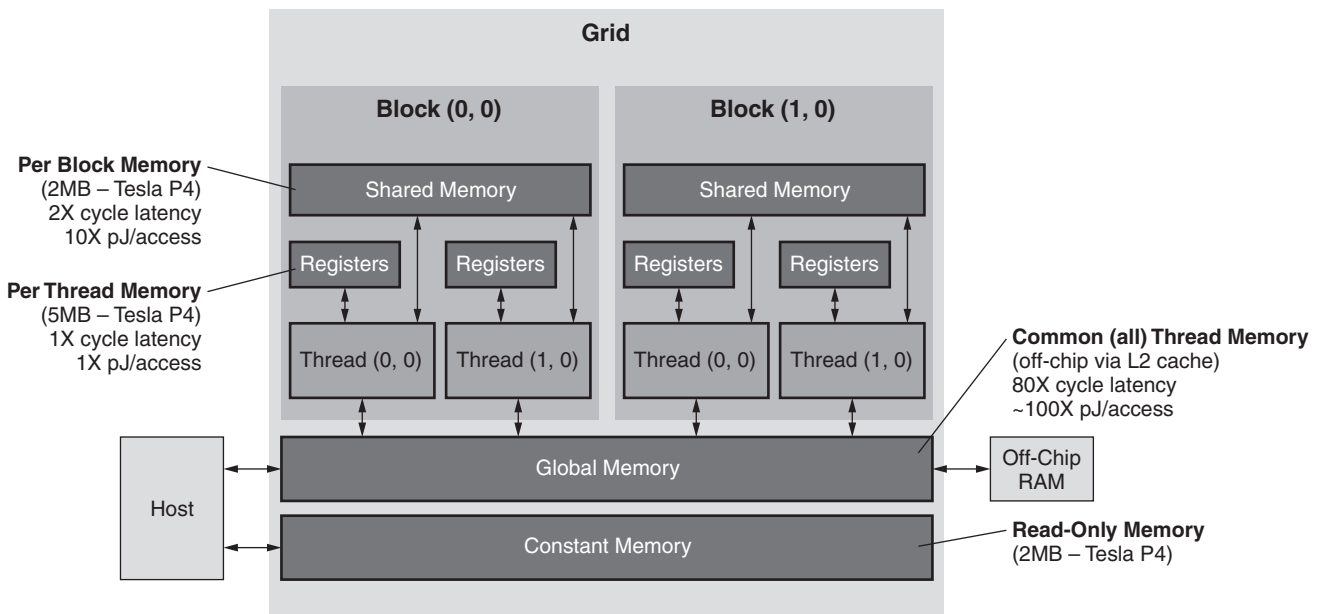 Grid
Block (0, 0)
Block (1, 0)
Per Block Memory
(2MB – Tesla P4)
2X cycle latency
10X pJ/access
Shared Memory
Shared Memory
Registers
Registers
Registers
Registers
Per Thread Memory
(5MB – Tesla P4)
1X cycle latency
1X pJ/access
Thread (0, 0)
Thread (1, 0)
Thread (0, 0)
Thread (1, 0)
Common (all) Thread Memory
(off-chip via L2 cache)
80X cycle latency
~100X pJ/access
Host
Global Memory
Off-Chip
RAM
Constant Memory
Read-Only Memory
(2MB – Tesla P4)